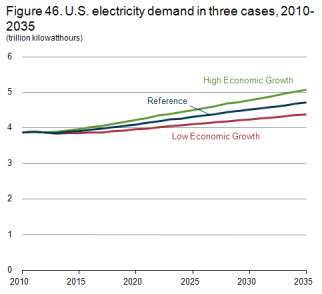 Figure 46. U.S. electricity demand in three cases, 2010-
2035
(trillion kilowatthours)
6
High Economic Growth
5
Reference
4
Low Economic Growth
3
2
1
0
2010 2015 2020 2025 2030 2035